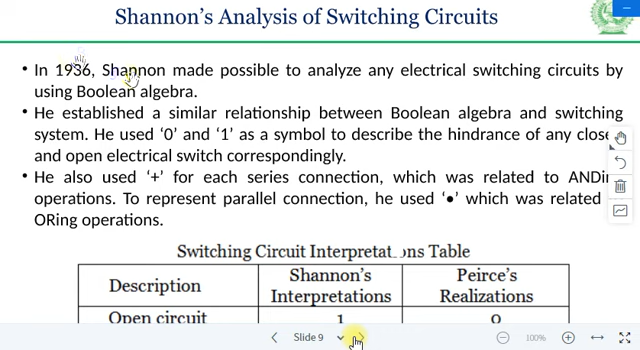 Shannon's Analysis of Switching Circuits
• In 1936, Shannon made possible to analyze any electrical switching circuits by
using Boolean algebra.
• He established a similar relationship between Boolean algebra and switching
system. He used '0' and '1' as a symbol to describe the hindrance of any close
and open electrical switch correspondingly.
• He also used '+' for each series connection, which was related to ANDin
operations. To represent parallel connection, he used '•' which was related
ORing operations.
Switching Circuit Interpretat ns Table
Description
Shannon's
Interpretations
Peirce's
Realizations
Open circuit 1 0
Slide 9
100%